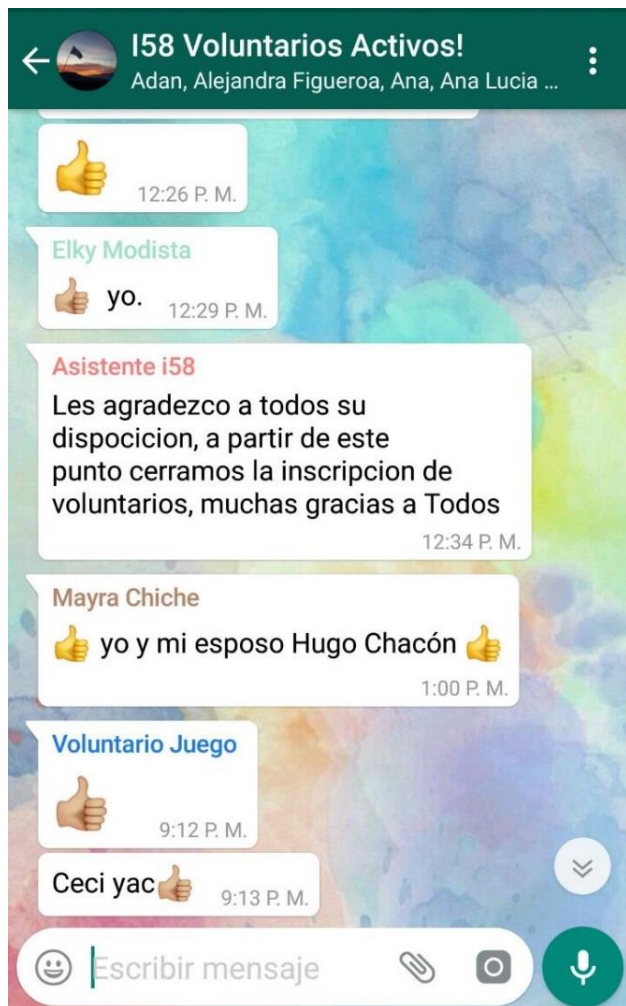 I58 Voluntarios Activos!
Adan, Alejandra Figueroa, Ana, Ana Lucia ...
👍 12:26 P. M.
Elky Modista
👍🏼 yo. 12:29 P. M.
Asistente i58
Les agradezco a todos su
dispocicion, a partir de este
punto cerramos la inscripcion de
voluntarios, muchas gracias a Todos
12:34 P. M.
Mayra Chiche
👍 yo y mi esposo Hugo Chacón 👍
1:00 P. M.
Voluntario Juego
👍🏼
9:12 P. M.
Ceci yac👍🏼 9:13 P. M.
Escribir mensaje